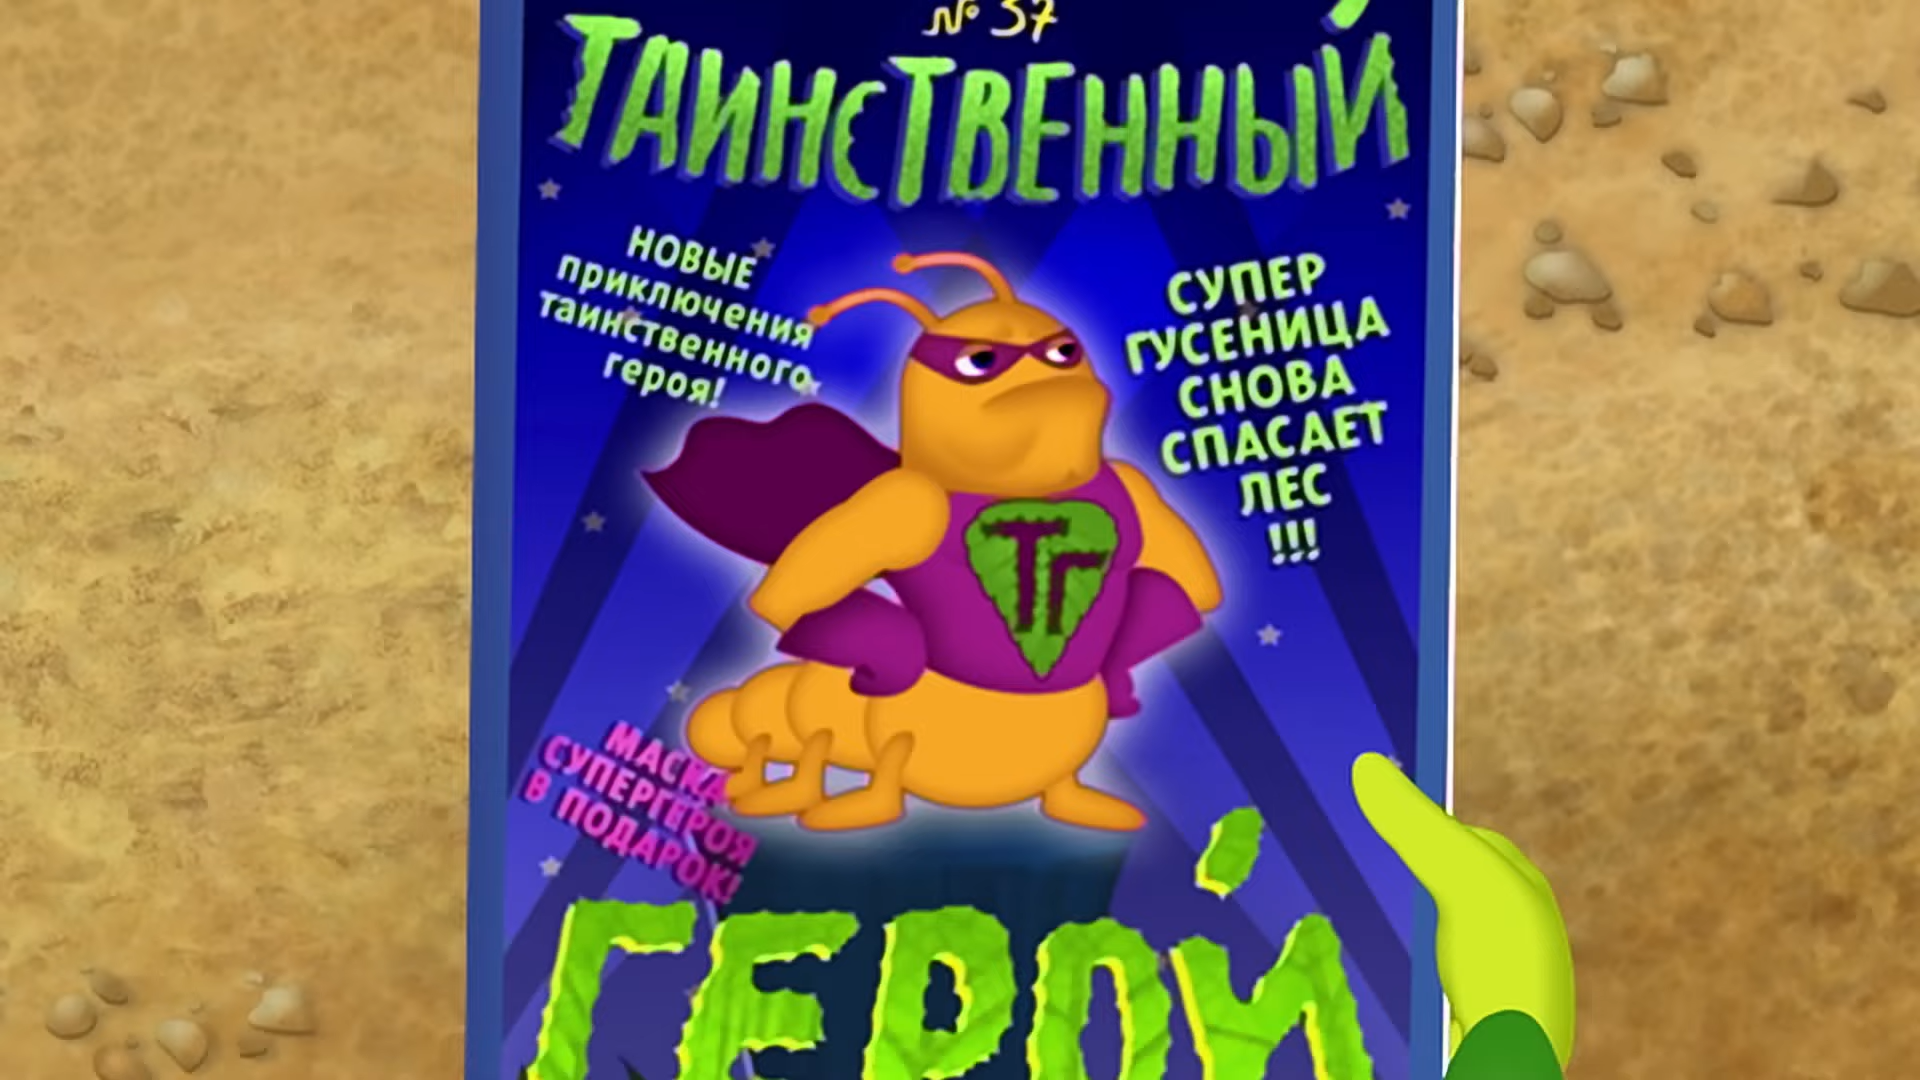 № 37
ТАИНСТВЕННЫЙ
НОВЫЕ
приключения
таинственного
героя!
СУПЕР
ГУСЕНИЦА
СНОВА
СПАСАЕТ
ЛЕС
!!!
ТГ
МАСКА
СУПЕРГЕРОЯ
В ПОДАРОК!
ГЕРОЙ